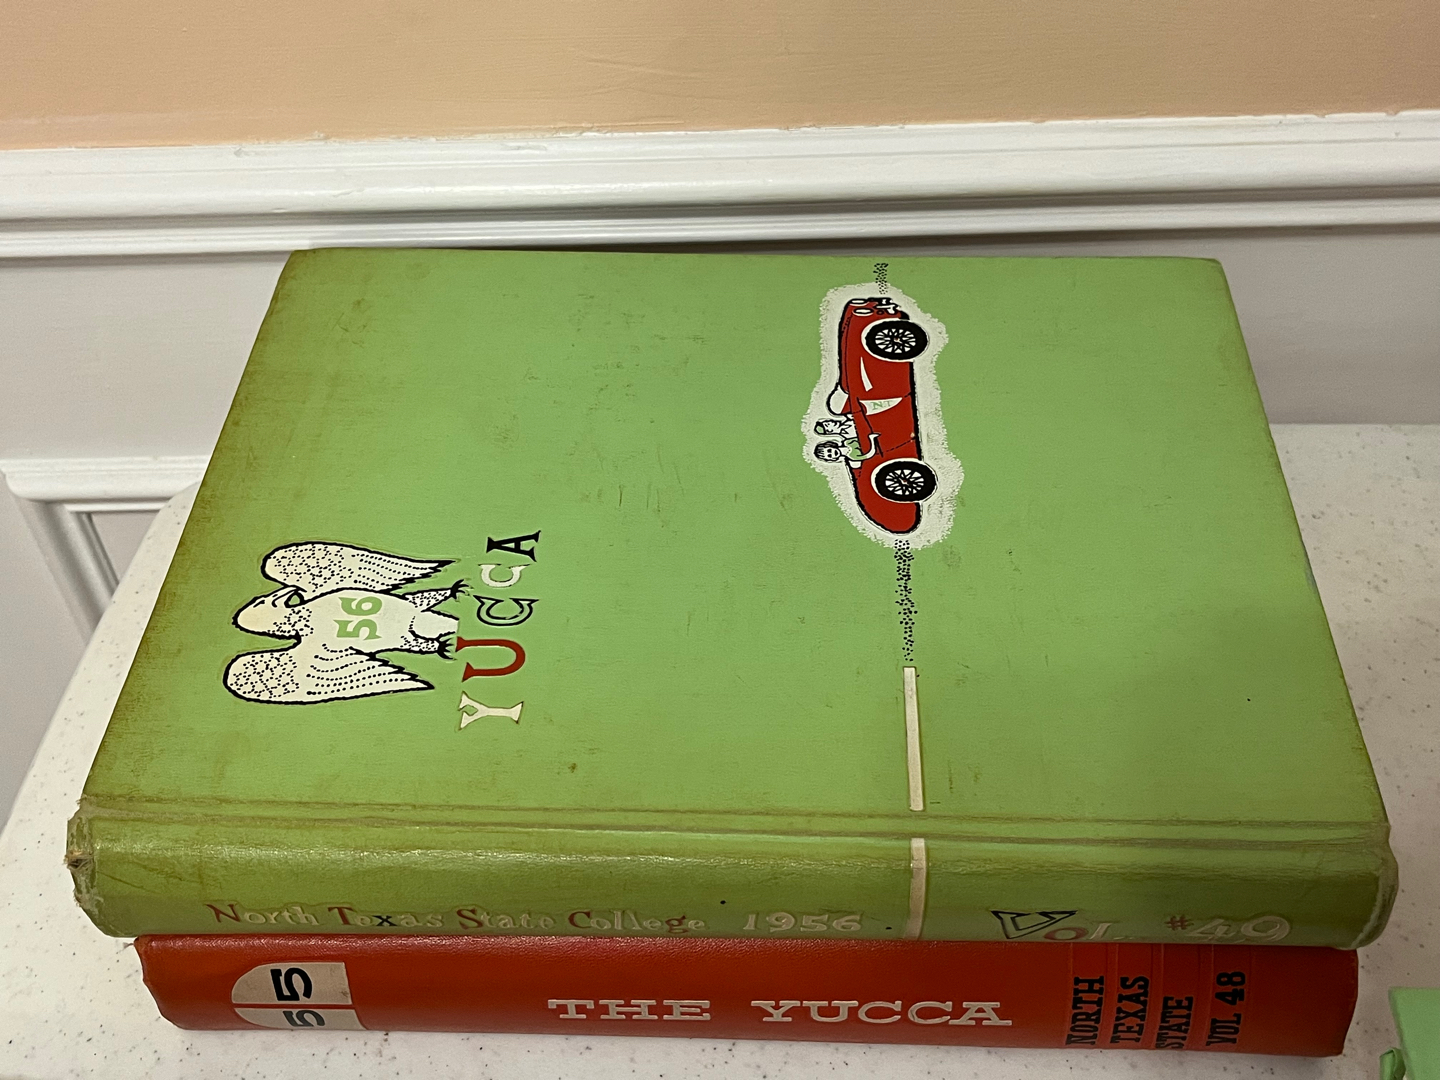 56
YUCCA
NT
North Texas State College 1956 VOL. #49
55
THE YUCCA
NORTH
TEXAS
STATE
VOL 48